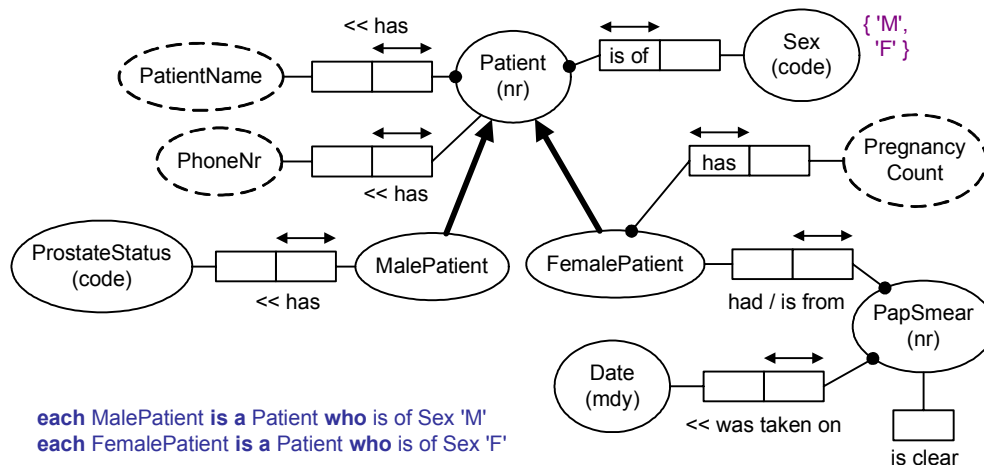 << has
{ 'M',
'F' }
PatientName
Patient
(nr)
is of
Sex
(code)
PhoneNr
<< has
has
Pregnancy
Count
ProstateStatus
(code)
<< has
MalePatient
FemalePatient
had / is from
PapSmear
(nr)
Date
(mdy)
<< was taken on
is clear
each MalePatient is a Patient who is of Sex 'M'
each FemalePatient is a Patient who is of Sex 'F'